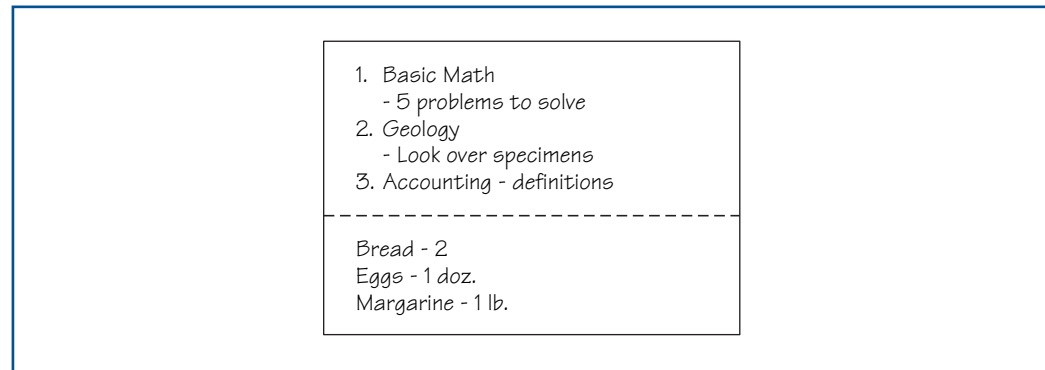 1. Basic Math
- 5 problems to solve
2. Geology
- Look over specimens
3. Accounting - definitions
Bread - 2
Eggs - 1 doz.
Margarine - 1 lb.